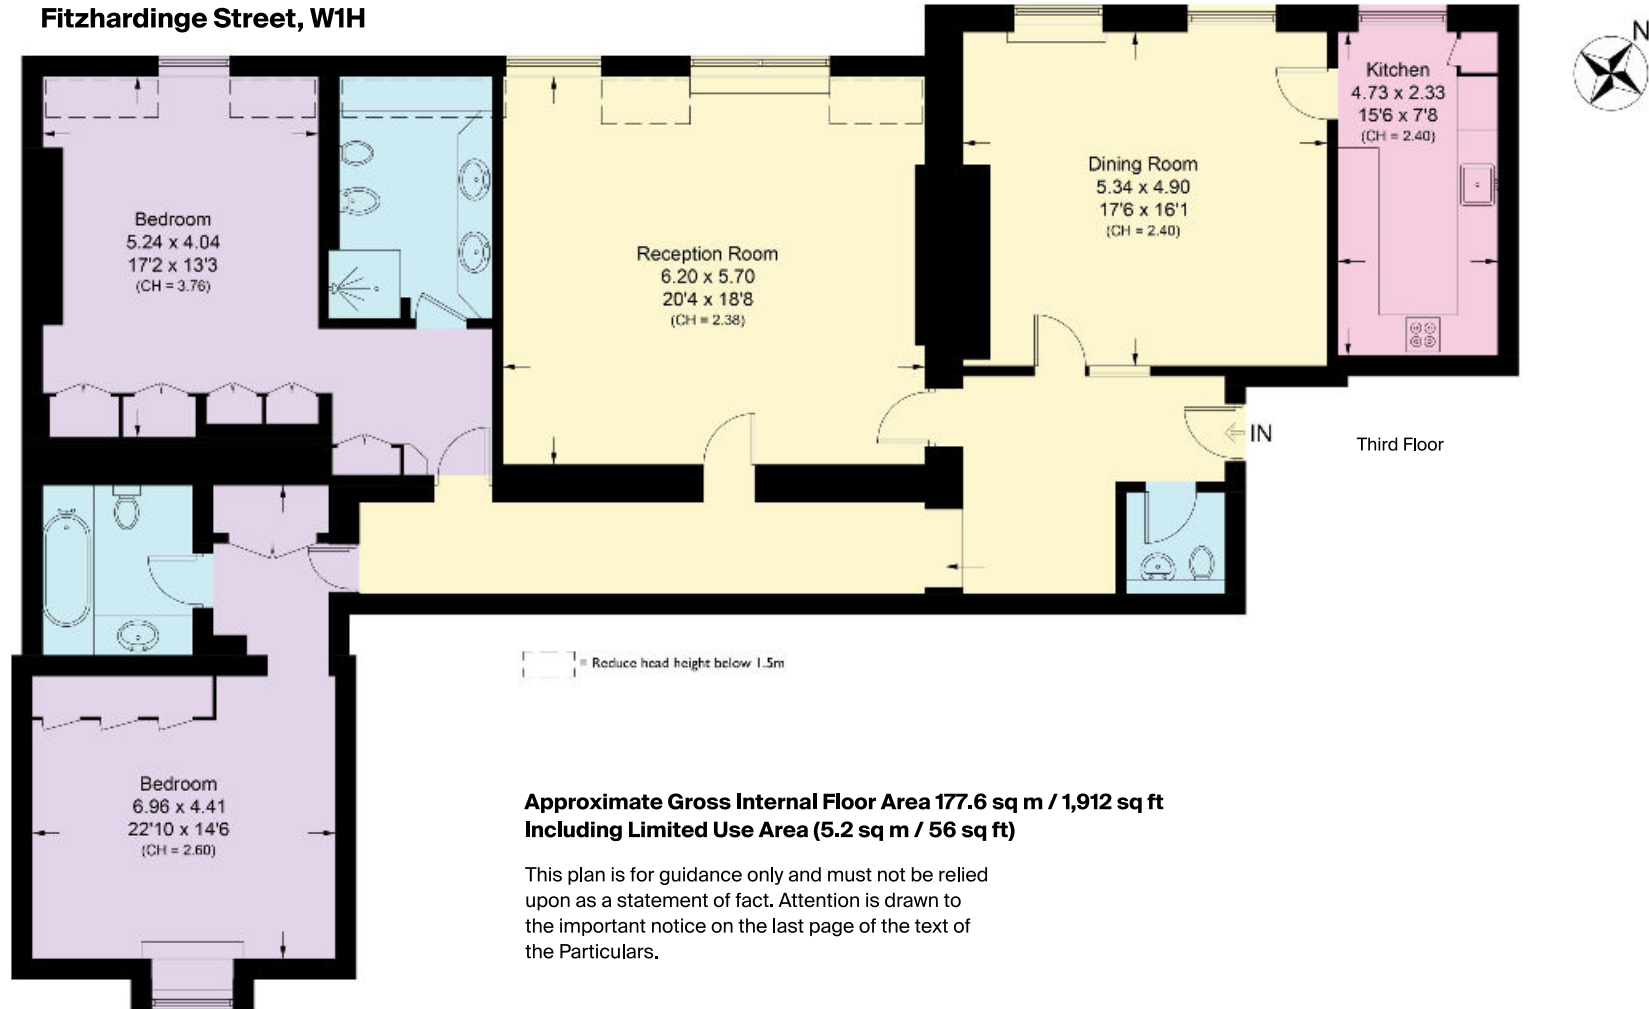 Fitzhardinge Street, W1H
N
Kitchen
4.73 x 2.33
15'6 x 7'8
(CH = 2.40)
Dining Room
5.34 x 4.90
17'6 x 16'1
(CH = 2.40)
Bedroom
5.24 x 4.04
17'2 x 13'3
(CH = 3.76)
Reception Room
6.20 x 5.70
20'4 x 18'8
(CH = 2.38)
IN
Third Floor
= Reduce head height below 1.5m
Bedroom
6.96 x 4.41
22'10 x 14'6
(CH = 2.60)
Approximate Gross Internal Floor Area 177.6 sq m / 1,912 sq ft
Including Limited Use Area (5.2 sq m / 56 sq ft)
This plan is for guidance only and must not be relied
upon as a statement of fact. Attention is drawn to
the important notice on the last page of the text of
the Particulars.